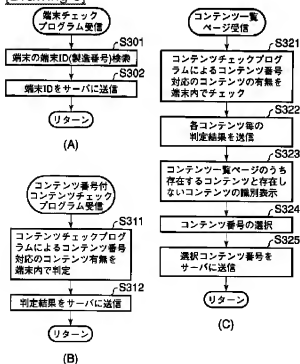 [Drawing 3]
端末チェック
プログラム受信
S301
端末の端末ID(製造番号)検索
S302
端末IDをサーバに送信
リターン
(A)
コンテンツ番号付
コンテンツチェック
プログラム受信
S311
コンテンツチェックプログ
ラムによるコンテンツ番号
対応のコンテンツ有無を
端末内で判定
S312
判定結果をサーバに送信
リターン
(B)
コンテンツ一覧
ページ受信
S321
コンテンツチェックプロ
グラムによるコンテンツ番号
対応のコンテンツの有無を
端末内でチェック
S322
各コンテンツ毎の
判定結果を送信
S323
コンテンツ一覧ページのうち
存在するコンテンツと存在し
ないコンテンツの識別表示
S324
コンテンツ番号の選択
S325
選択コンテンツ番号を
サーバに送信
リターン
(C)